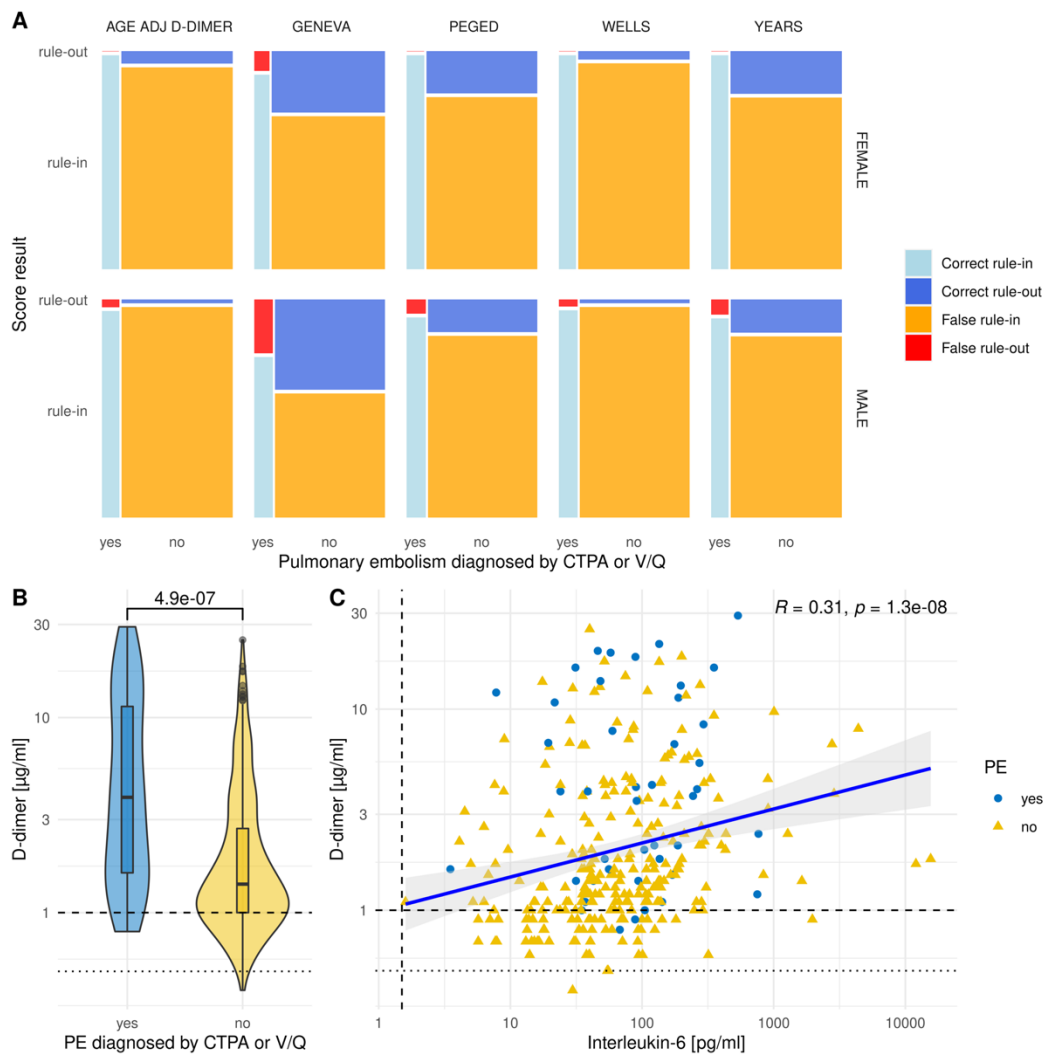 A
AGE ADJ D-DIMER GENEVA PEGED WELLS YEARS
rule-out
rule-in
FEMALE
Score result
Correct rule-in
Correct rule-out
False rule-in
False rule-out
rule-out
rule-in
MALE
yes no yes no yes no yes no yes no
Pulmonary embolism diagnosed by CTPA or V/Q
B
4.9e-07
30
10
3
1
D-dimer [µg/ml]
yes no
PE diagnosed by CTPA or V/Q
C
R = 0.31, p = 1.3e-08
30
10
3
1
D-dimer [µg/ml]
1 10 100 1000 10000
Interleukin-6 [pg/ml]
PE
yes
no